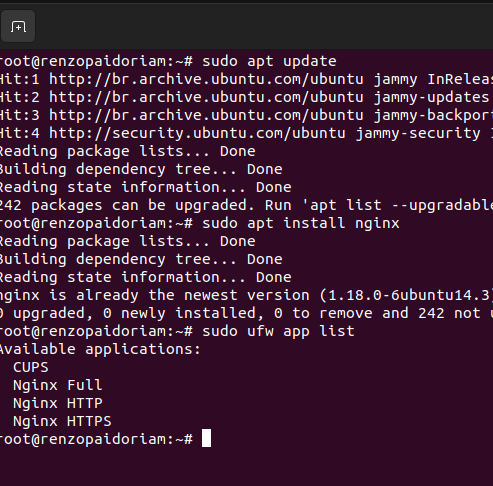 root@renzopaidoriam:~# sudo apt update
Hit:1 http://br.archive.ubuntu.com/ubuntu jammy InReleas
Hit:2 http://br.archive.ubuntu.com/ubuntu jammy-updates
Hit:3 http://br.archive.ubuntu.com/ubuntu jammy-backport
Hit:4 http://security.ubuntu.com/ubuntu jammy-security I
Reading package lists... Done
Building dependency tree... Done
Reading state information... Done
242 packages can be upgraded. Run 'apt list --upgradable
root@renzopaidoriam:~# sudo apt install nginx
Reading package lists... Done
Building dependency tree... Done
Reading state information... Done
nginx is already the newest version (1.18.0-6ubuntu14.3)
0 upgraded, 0 newly installed, 0 to remove and 242 not u
root@renzopaidoriam:~# sudo ufw app list
Available applications:
  CUPS
  Nginx Full
  Nginx HTTP
  Nginx HTTPS
root@renzopaidoriam:~#